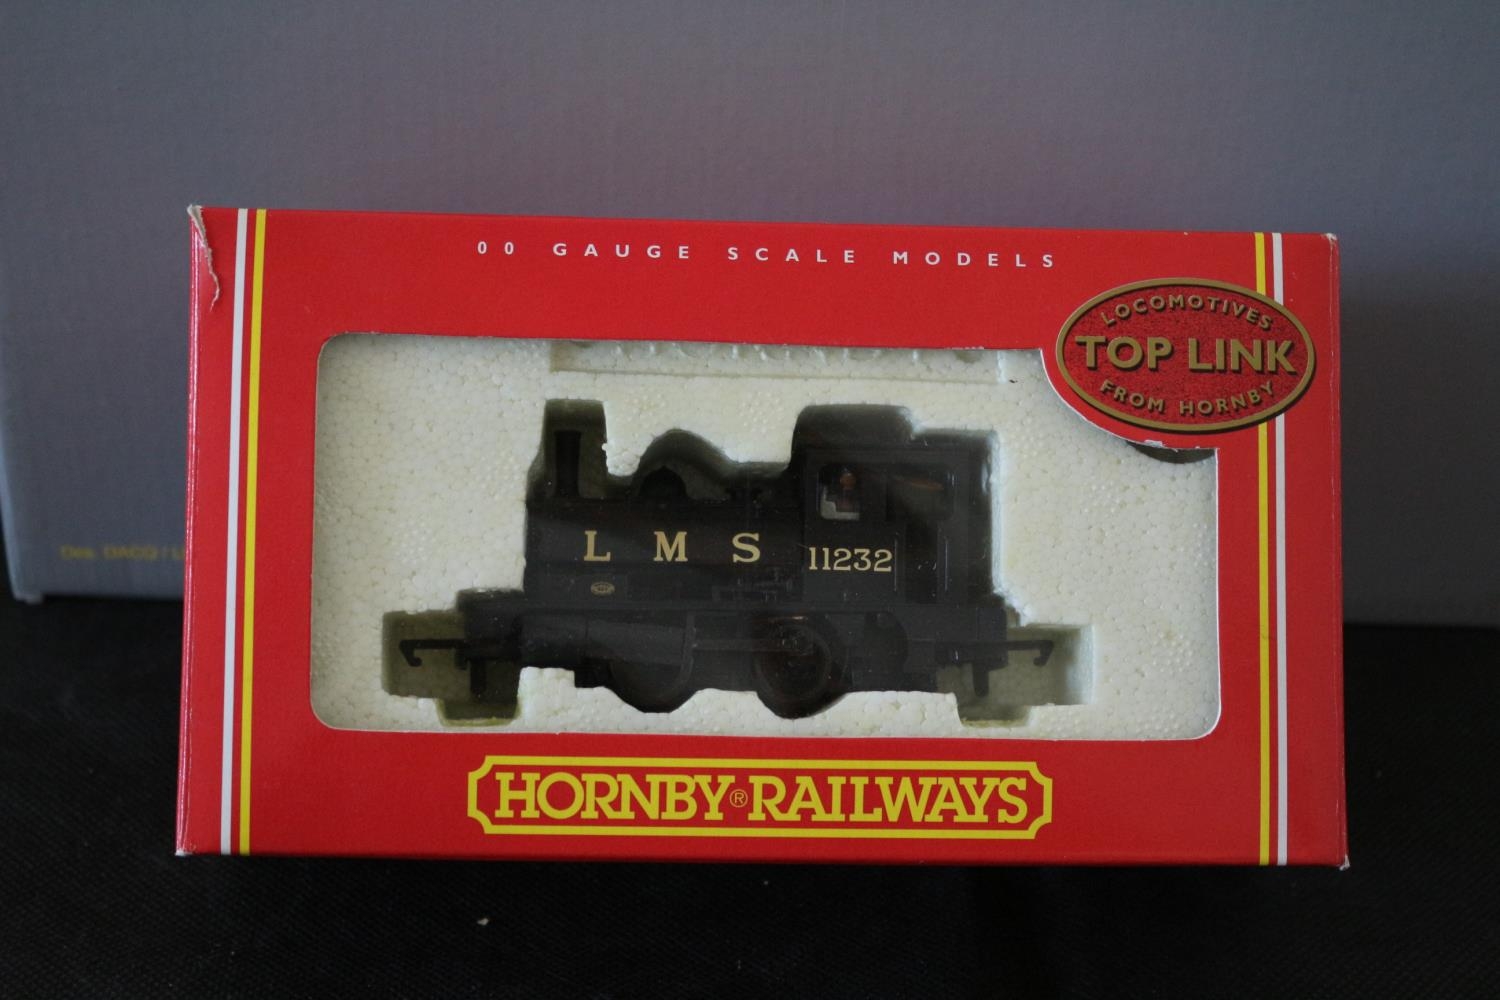 00 GAUGE SCALE MODELS
LOCOMOTIVES
TOP LINK
FROM HORNBY
L M S 11232
HORNBY® RAILWAYS